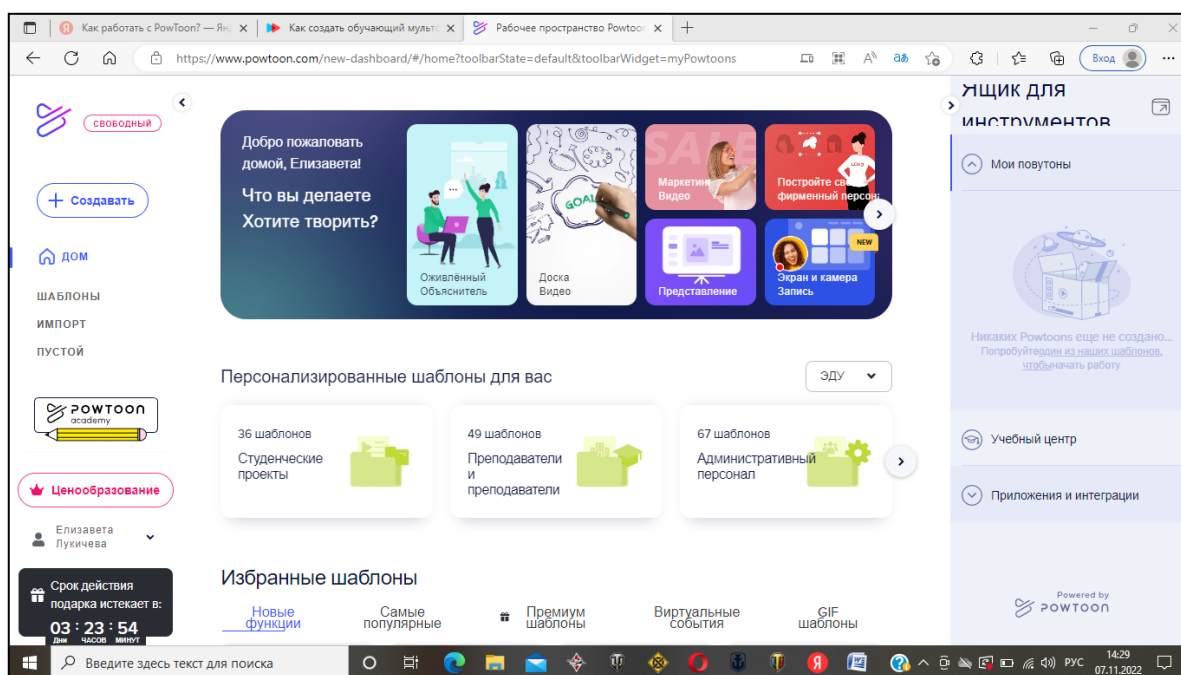 Как работать с PowToon? — Ян
Как создать обучающий мультс
Рабочее пространство Powtoo
https://www.powtoon.com/new-dashboard/#/home?toolbarState=default&toolbarWidget=myPowtoons
Вход
СВОБОДНЫЙ
+ Создавать
ДОМ
ШАБЛОНЫ
ИМПОРТ
ПУСТОЙ
POWTOON
academy
Ценообразование
Елизавета
Лукичева
Срок действия
подарка истекает в:
03 : 23 : 54
Дни ЧАСОВ МИНУТ
Добро пожаловать
домой, Елизавета!
Что вы делаете
Хотите творить?
Оживлённый
Объяснитель
GOAL
Доска
Видео
SALE
Маркетинг
Видео
LOGO
Постройте св
фирменный персон
Представление
NEW
Экран и камера
Запись
Персонализированные шаблоны для вас
ЭДУ
36 шаблонов
Студенческие
проекты
49 шаблонов
Преподаватели
и
преподаватели
67 шаблонов
Административный
персонал
Избранные шаблоны
Новые
функции
Самые
популярные
Премиум
шаблоны
Виртуальные
события
GIF
шаблоны
Ящик для
инструментов
Мои повутоны
Никаких Powtoons еще не создано...
Попробуйтердин из наших шаблонов,
чтобыначать работу
Учебный центр
Приложения и интеграции
Powered by
POWTOON
Введите здесь текст для поиска
РУС
14:29
07.11.2022